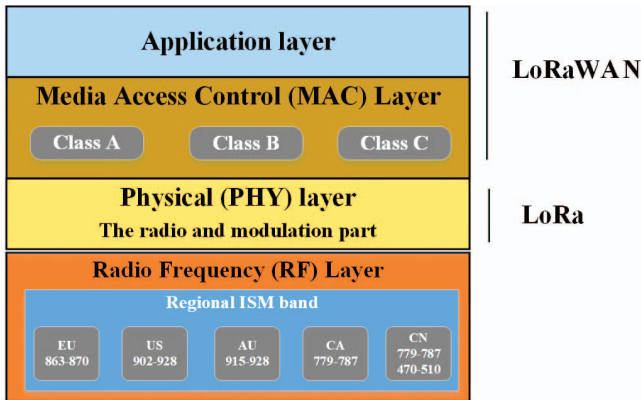 Application layer
LoRaWAN
Media Access Control (MAC) Layer
Class A
Class B
Class C
Physical (PHY) layer
The radio and modulation part
LoRa
Radio Frequency (RF) Layer
Regional ISM band
EU
863-870
US
902-928
AU
915-928
CA
779-787
CN
779-787
470-510